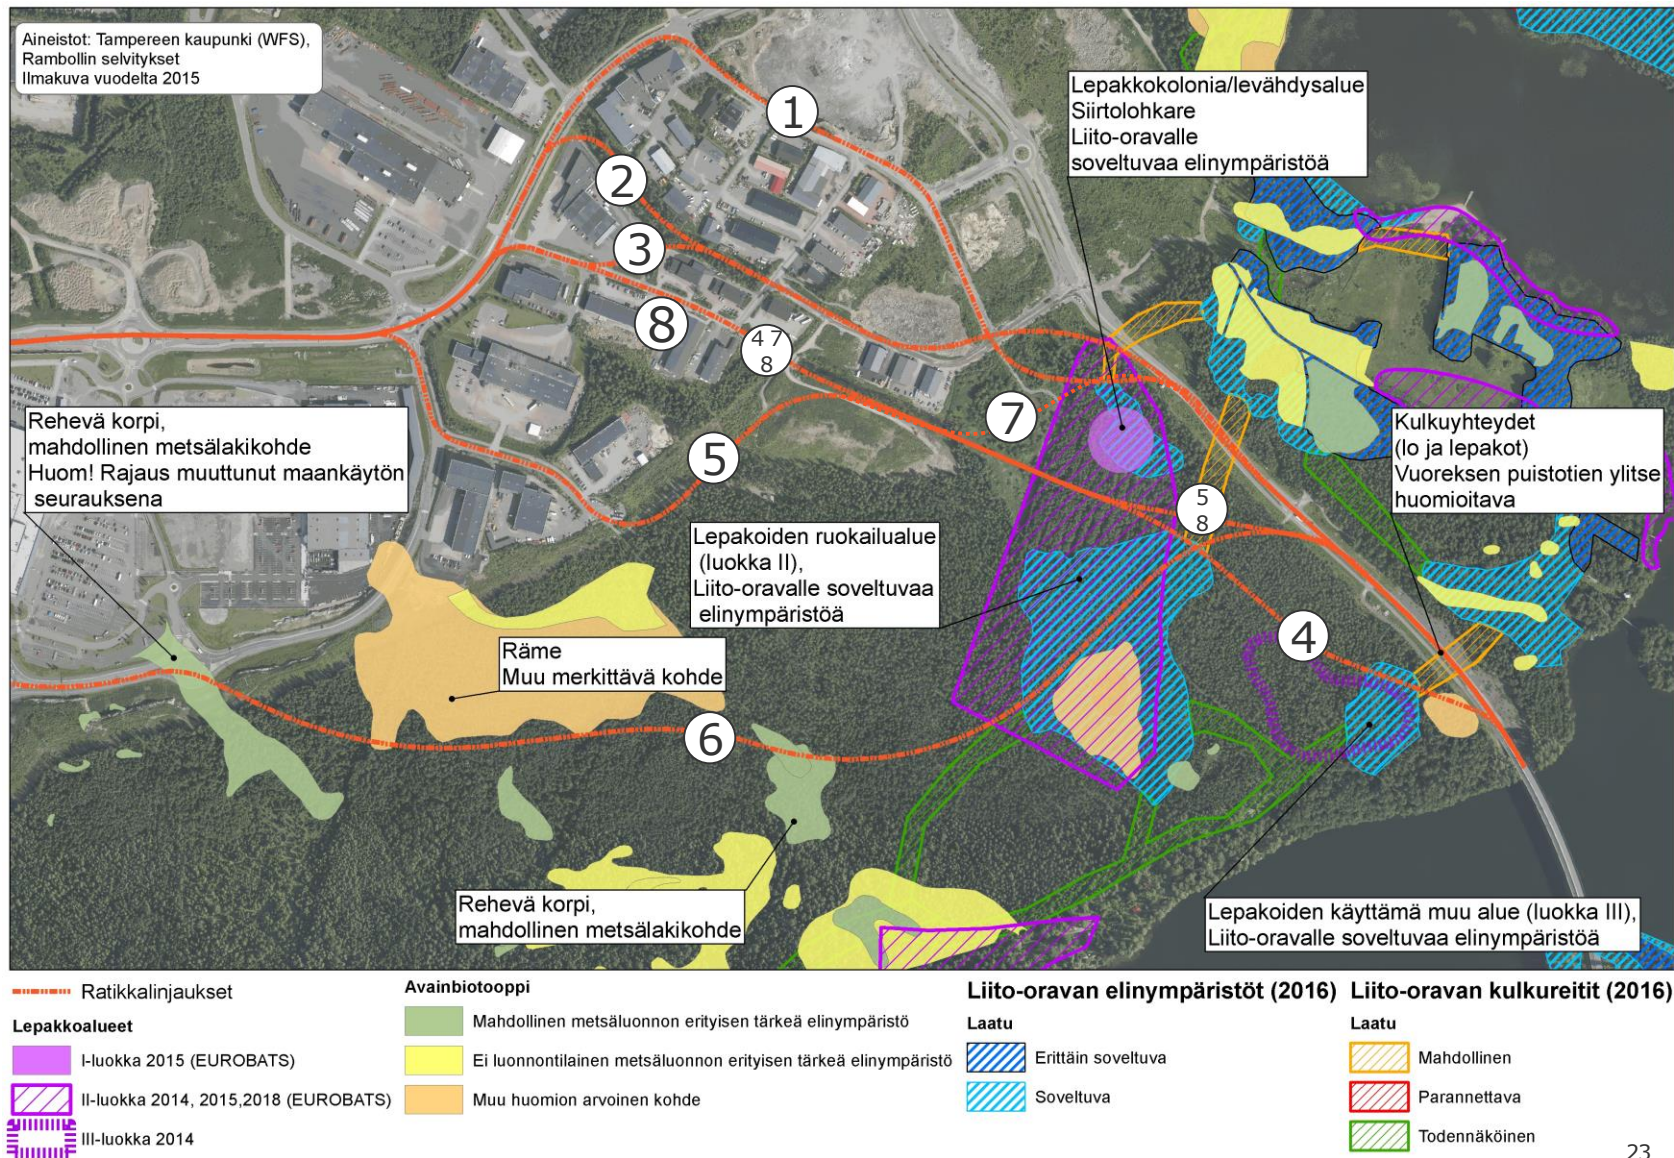 Aineistot: Tampereen kaupunki (WFS),
Rambollin selvitykset
Ilmakuva vuodelta 2015
Lepakkokolonia/levähdysalue
Siirtolohkare
Liito-oravalle
soveltuvaa elinympäristöä
1
2
3
8
4 7
8
7
5
5
8
4
6
Rehevä korpi,
mahdollinen metsälakikohde
Huom! Rajaus muuttunut maankäytön
seurauksena
Kulkuyhteydet
(lo ja lepakot)
Vuoreksen puistotien ylitse
huomioitava
Lepakoiden ruokailualue
(luokka II),
Liito-oravalle soveltuvaa
elinympäristöä
Räme
Muu merkittävä kohde
Rehevä korpi,
mahdollinen metsälakikohde
Lepakoiden käyttämä muu alue (luokka III),
Liito-oravalle soveltuvaa elinympäristöä
Ratikkalinjaukset
Lepakkoalueet
I-luokka 2015 (EUROBATS)
II-luokka 2014, 2015,2018 (EUROBATS)
III-luokka 2014
Avainbiotooppi
Mahdollinen metsäluonnon erityisen tärkeä elinympäristö
Ei luonnontilainen metsäluonnon erityisen tärkeä elinympäristö
Muu huomion arvoinen kohde
Liito-oravan elinympäristöt (2016)
Laatu
Erittäin soveltuva
Soveltuva
Liito-oravan kulkureitit (2016)
Laatu
Mahdollinen
Parannettava
Todennäköinen
23